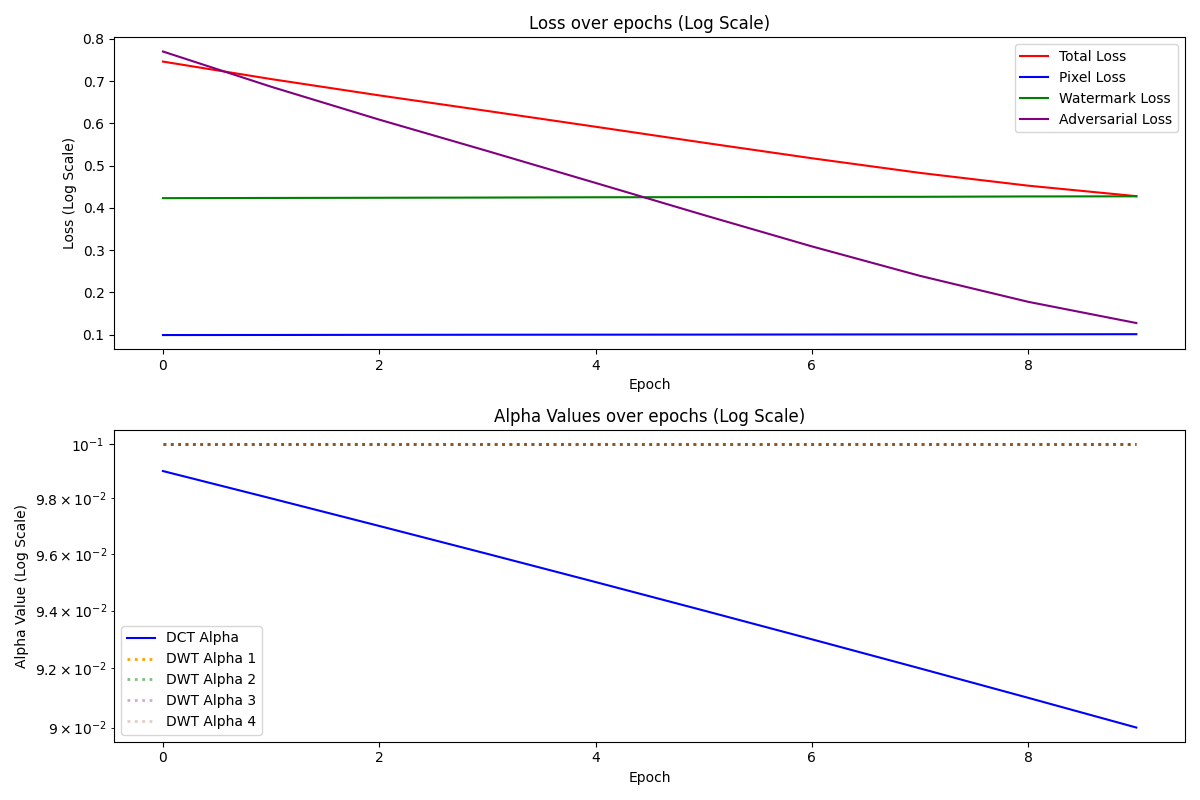 Loss over epochs (Log Scale)
0.8
0.7
0.6
0.5
0.4
0.3
0.2
0.1
Loss (Log Scale)
Total Loss
Pixel Loss
Watermark Loss
Adversarial Loss
0 2 4 6 8
Epoch
Alpha Values over epochs (Log Scale)
10⁻¹
9.8 × 10⁻²
9.6 × 10⁻²
9.4 × 10⁻²
9.2 × 10⁻²
9 × 10⁻²
Alpha Value (Log Scale)
DCT Alpha
DWT Alpha 1
DWT Alpha 2
DWT Alpha 3
DWT Alpha 4
0 2 4 6 8
Epoch